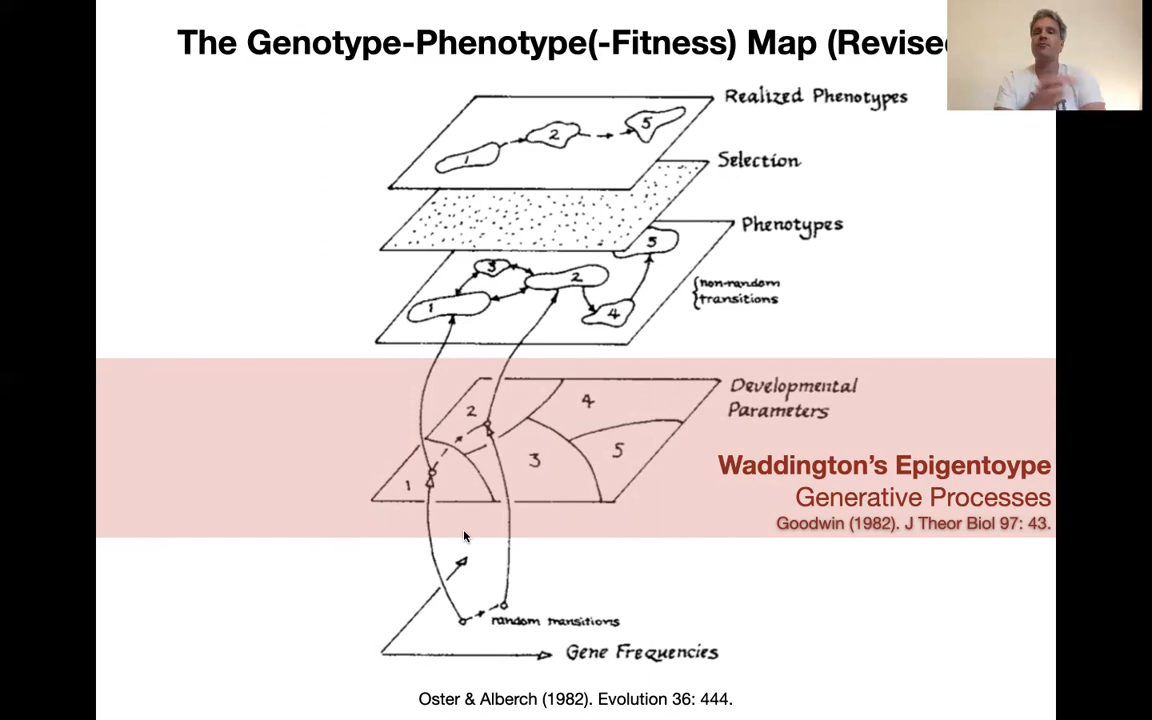 The Genotype-Phenotype(-Fitness) Map (Revise
Realized Phenotypes
1
2
5
Selection
Phenotypes
5
3
2
1
4
{non-random
transitions
Developmental
Parameters
2
4
3
5
1
Waddington's Epigentoype
Generative Processes
Goodwin (1982). J Theor Biol 97: 43.
random transitions
Gene Frequencies
Oster & Alberch (1982). Evolution 36: 444.